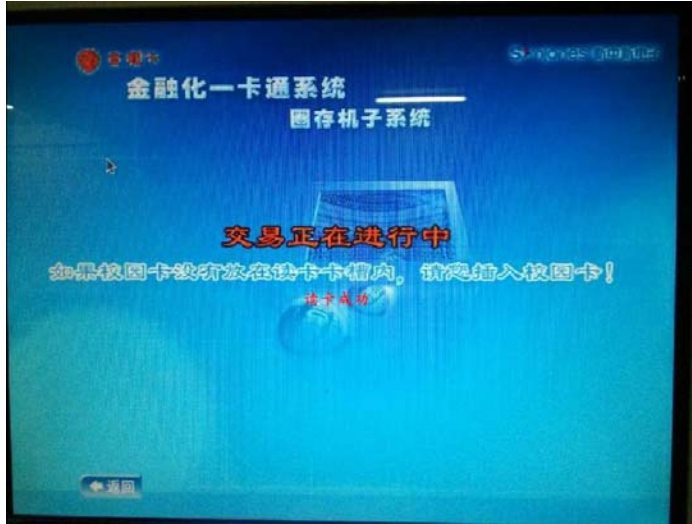 金融化一卡通系统
圈存机子系统
交易正在进行中
如果校园卡没有放在读卡卡槽内，请您插入校园卡！
读卡成功
返回